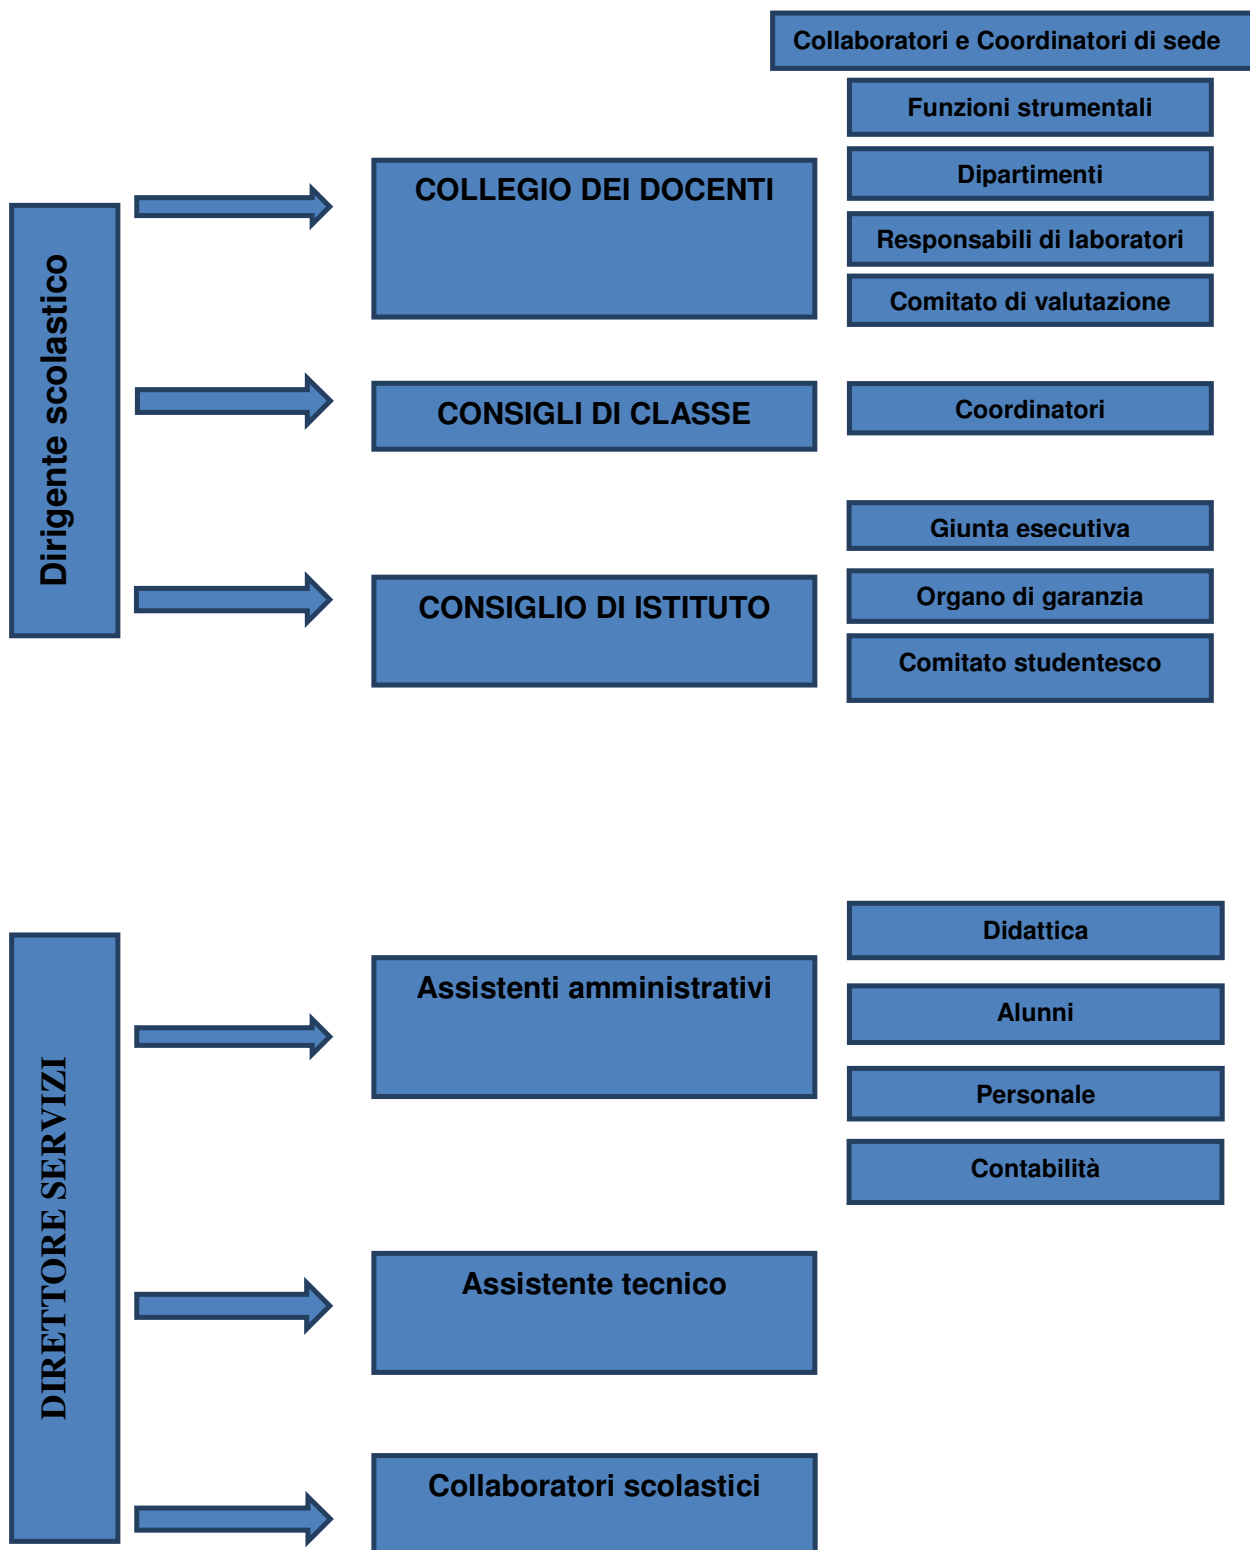 Collaboratori e Coordinatori di sede
Funzioni strumentali
Dirigente scolastico
COLLEGIO DEI DOCENTI
Dipartimenti
Responsabili di laboratori
Comitato di valutazione
CONSIGLI DI CLASSE
Coordinatori
Giunta esecutiva
CONSIGLIO DI ISTITUTO
Organo di garanzia
Comitato studentesco
DIRETTORE SERVIZI
Assistenti amministrativi
Didattica
Alunni
Personale
Contabilità
Assistente tecnico
Collaboratori scolastici